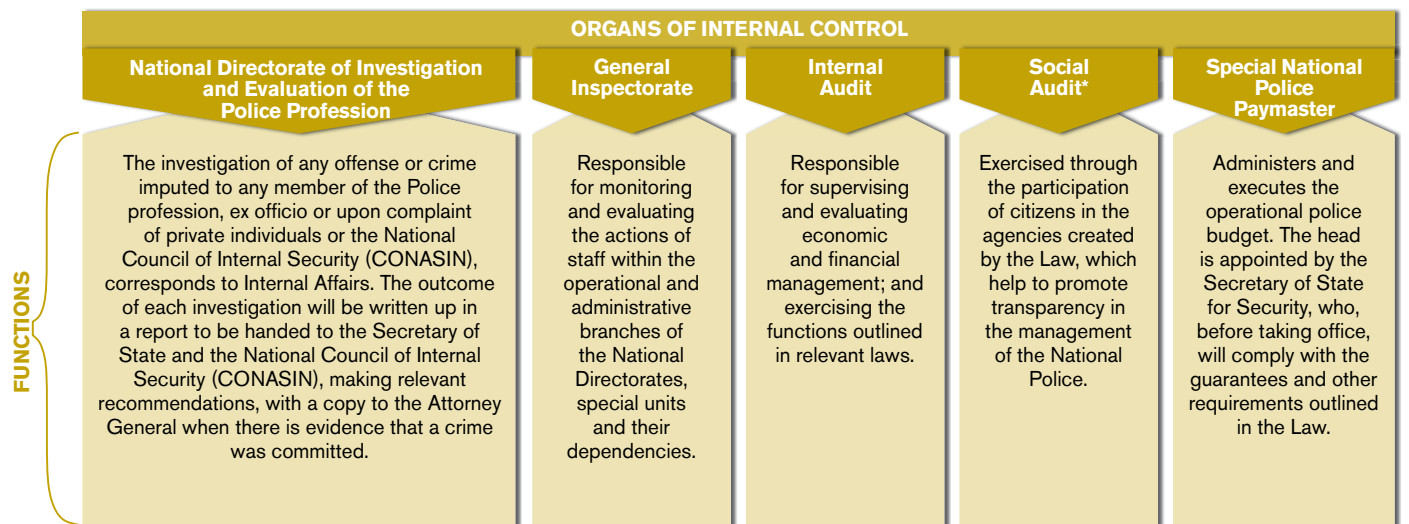 ORGANS OF INTERNAL CONTROL
National Directorate of Investigation
and Evaluation of the
Police Profession
General
Inspectorate
Internal
Audit
Social
Audit*
Special National
Police
Paymaster
FUNCTIONS
The investigation of any offense or crime
imputed to any member of the Police
profession, ex officio or upon complaint
of private individuals or the National
Council of Internal Security (CONASIN),
corresponds to Internal Affairs. The outcome
of each investigation will be written up in
a report to be handed to the Secretary of
State and the National Council of Internal
Security (CONASIN), making relevant
recommendations, with a copy to the Attorney
General when there is evidence that a crime
was committed.
Responsible
for monitoring
and evaluating
the actions of
staff within the
operational and
administrative
branches of
the National
Directorates,
special units
and their
dependencies.
Responsible
for supervising
and evaluating
economic
and financial
management; and
exercising the
functions outlined
in relevant laws.
Exercised through
the participation
of citizens in the
agencies created
by the Law, which
help to promote
transparency in
the management
of the National
Police.
Administers and
executes the
operational police
budget. The head
is appointed by the
Secretary of State
for Security, who,
before taking office,
will comply with the
guarantees and other
requirements outlined
in the Law.